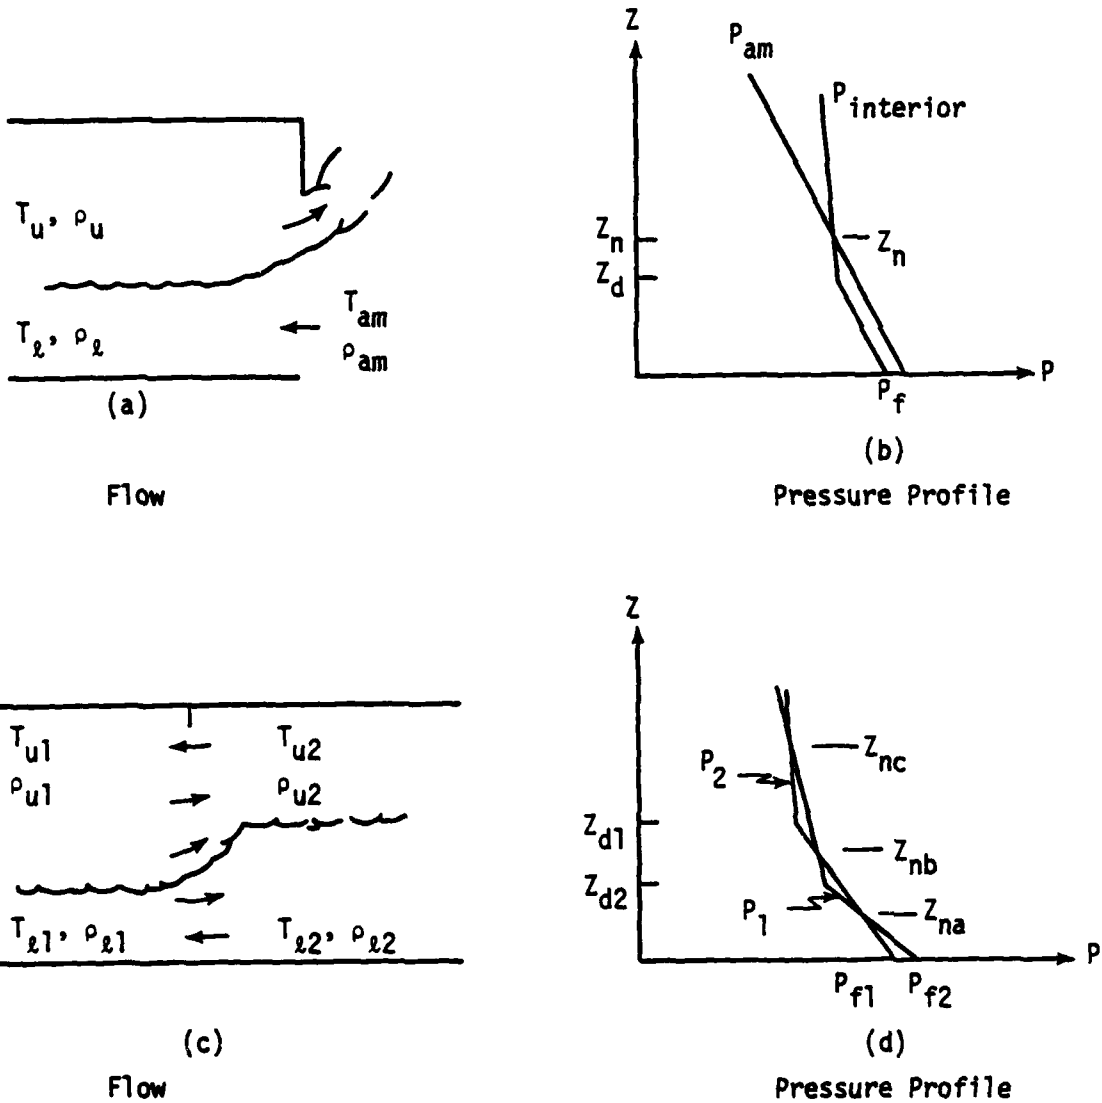 Z
P_am
P_interior
T_u, ρ_u
Z_n
Z_n
Z_d
T_am
T_ℓ, ρ_ℓ
ρ_am
P
P_f
(a)
(b)
Flow
Pressure Profile
Z
T_u1
T_u2
Z_nc
P_2
ρ_u1
ρ_u2
Z_d1
Z_nb
Z_d2
P_1
Z_na
T_ℓ1, ρ_ℓ1
T_ℓ2, ρ_ℓ2
P
P_f1
P_f2
(c)
(d)
Flow
Pressure Profile